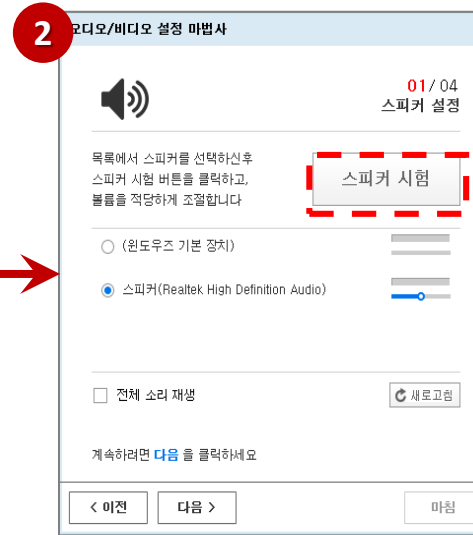 2
오디오/비디오 설정 마법사
01/ 04
스피커 설정
목록에서 스피커를 선택하신후
스피커 시험 버튼을 클릭하고,
볼륨을 적당하게 조절합니다
스피커 시험
(윈도우즈 기본 장치)
스피커(Realtek High Definition Audio)
전체 소리 재생
새로고침
계속하려면 다음 을 클릭하세요
< 이전
다음 >
마침